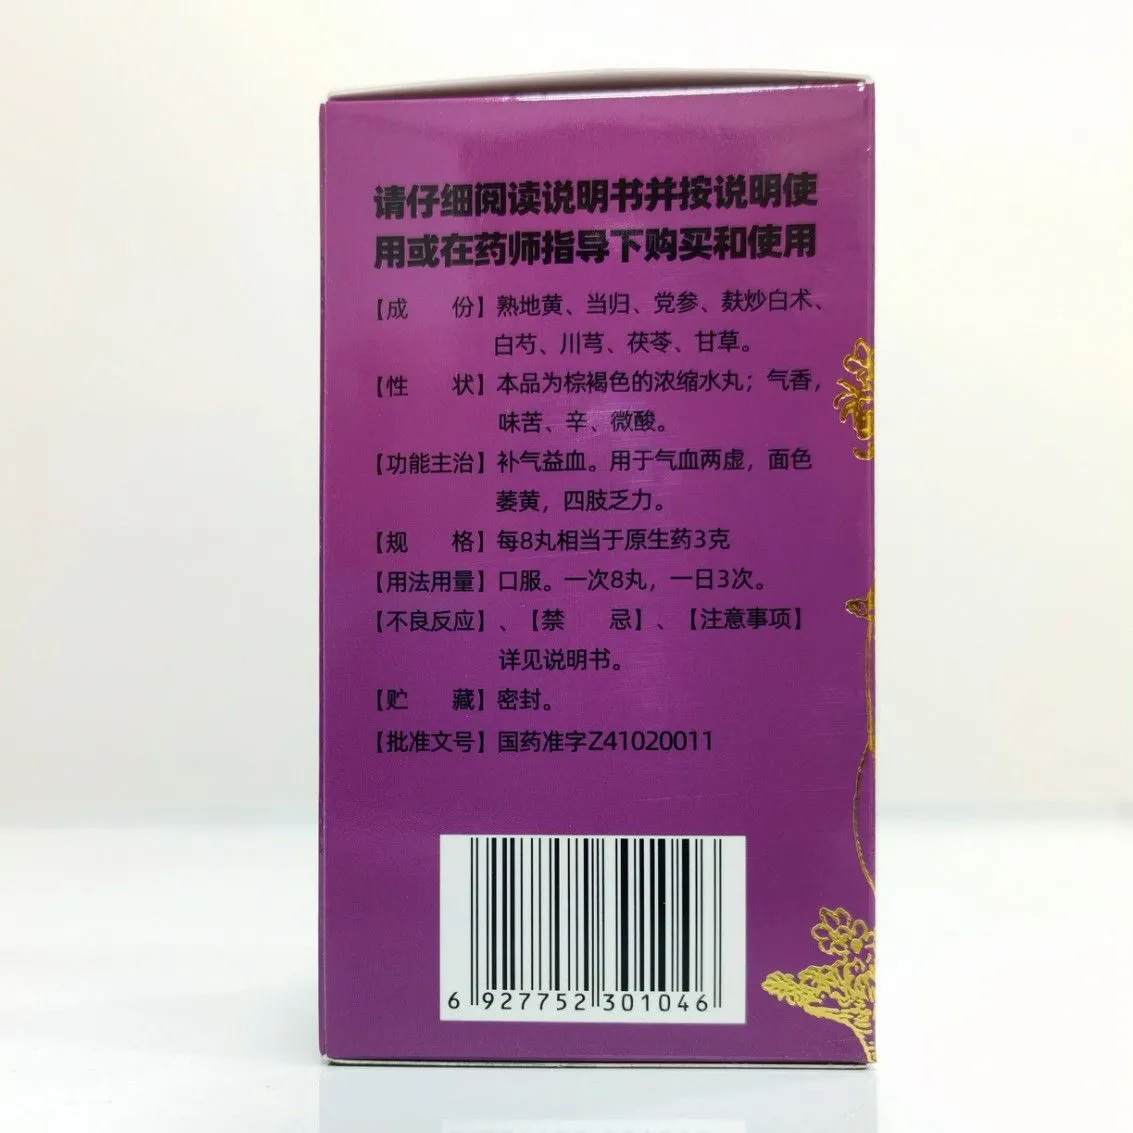 请仔细阅读说明书并按说明使
用或在药师指导下购买和使用
【成 份】熟地黄、当归、党参、麸炒白术、
白芍、川芎、茯苓、甘草。
【性 状】本品为棕褐色的浓缩水丸；气香，
味苦、辛、微酸。
【功能主治】补气益血。用于气血两虚，面色
萎黄，四肢乏力。
【规 格】每8丸相当于原生药3克
【用法用量】口服。一次8丸，一日3次。
【不良反应】、【禁 忌】、【注意事项】
详见说明书。
【贮 藏】密封。
【批准文号】国药准字Z41020011
6 927752 301046